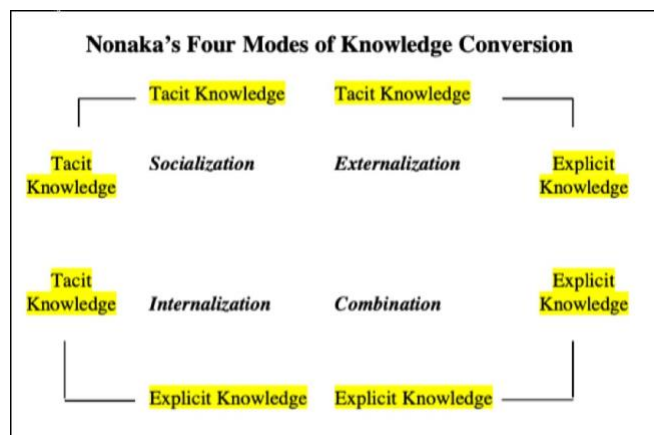 Nonaka's Four Modes of Knowledge Conversion
Tacit Knowledge Tacit Knowledge
Tacit
Knowledge
Socialization Externalization
Explicit
Knowledge
Tacit
Knowledge
Internalization Combination
Explicit
Knowledge
Explicit Knowledge Explicit Knowledge